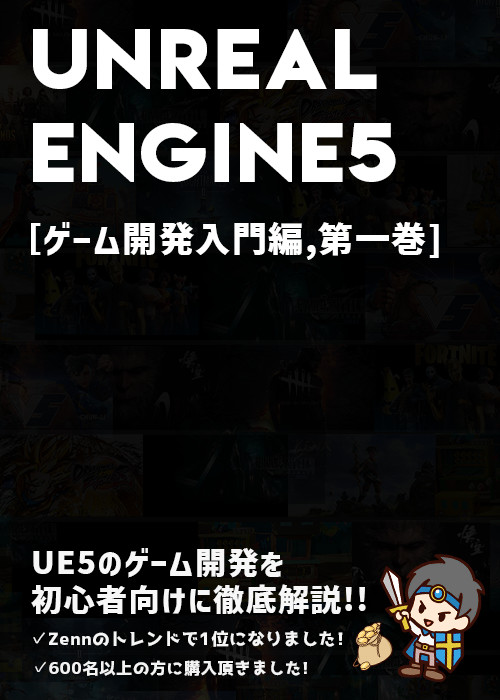 UNREAL
ENGINE5
[ゲーム開発入門編,第一巻]
FORTNITE
UE5のゲーム開発を
初心者向けに徹底解説!!
✓Zennのトレンドで1位になりました!
✓600名以上の方に購入頂きました!